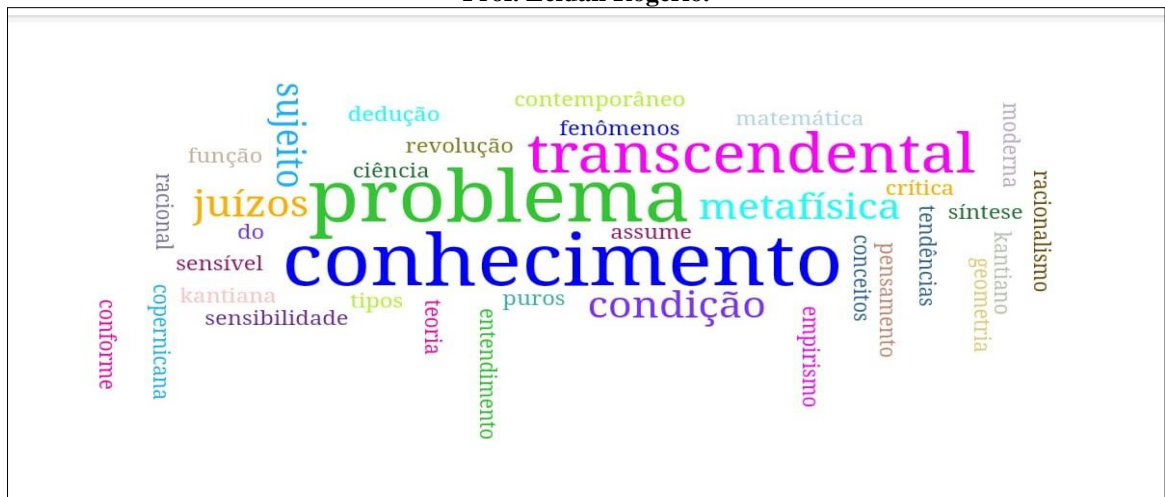 contemporâneo
dedução
matemática
fenômenos
sujeito
moderna
revolução
transcendental
função
ciência
problema
crítica
racionalismo
racional
juízos
metafísica
síntese
tendências
do
assume
conhecimento
kantiano
conceitos
pensamento
sensível
geometria
kantiana
tipos
puros
condição
copernicana
conforme
sensibilidade
teoria
entendimento
empirismo